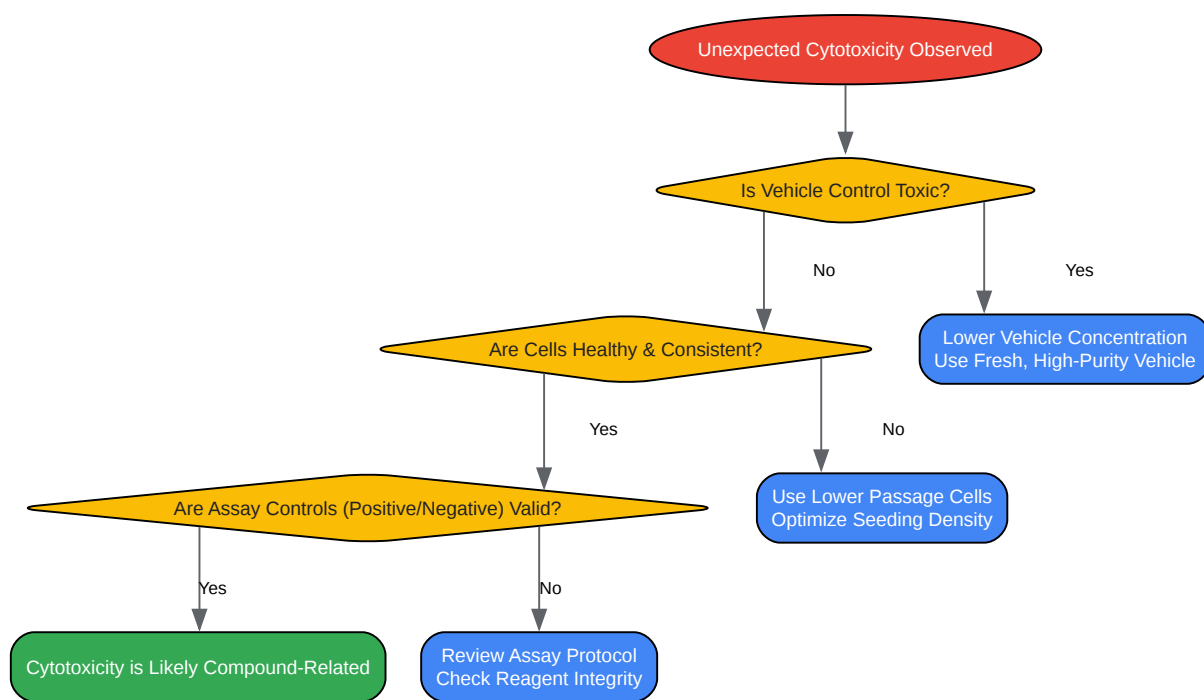 Unexpected Cytotoxicity Observed
Is Vehicle Control Toxic?
No
Yes
Lower Vehicle Concentration
Use Fresh, High-Purity Vehicle
Are Cells Healthy & Consistent?
Yes
No
Use Lower Passage Cells
Optimize Seeding Density
Are Assay Controls (Positive/Negative) Valid?
Yes
No
Cytotoxicity is Likely Compound-Related
Review Assay Protocol
Check Reagent Integrity